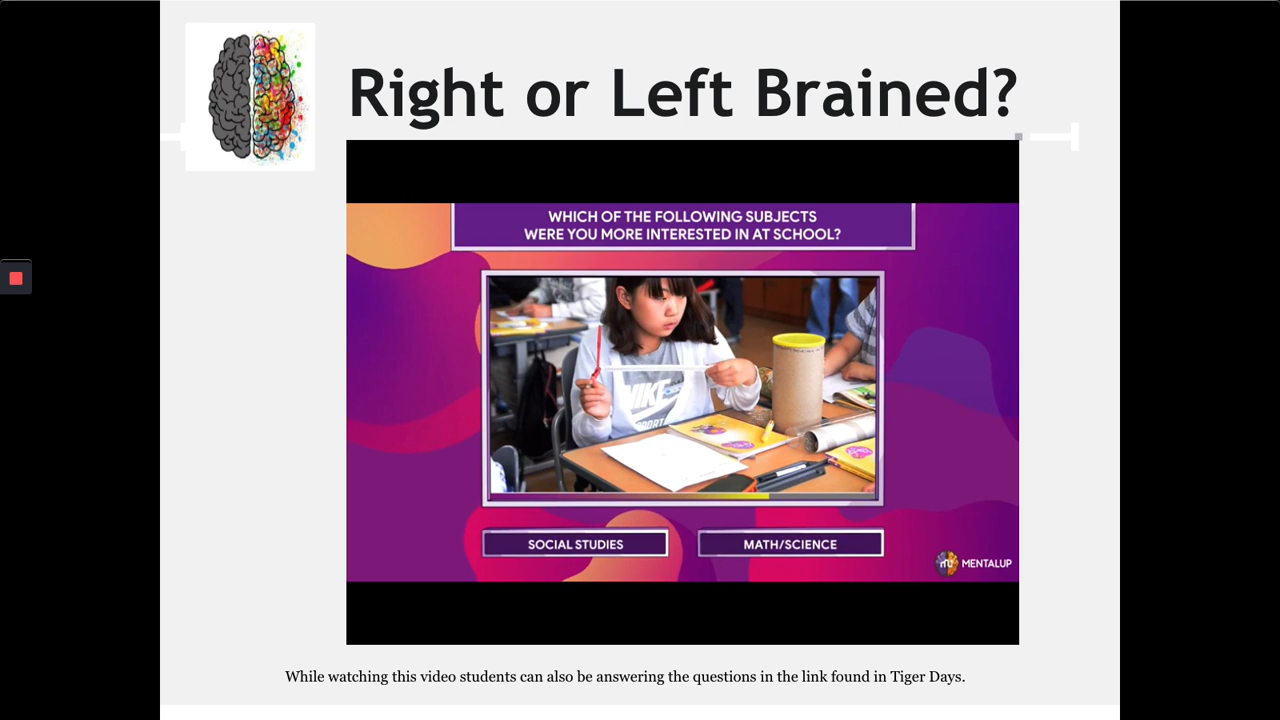 Right or Left Brained?
WHICH OF THE FOLLOWING SUBJECTS
WERE YOU MORE INTERESTED IN AT SCHOOL?
NIKE
SPORT
SOCIAL STUDIES
MATH/SCIENCE
MENTALUP
While watching this video students can also be answering the questions in the link found in Tiger Days.